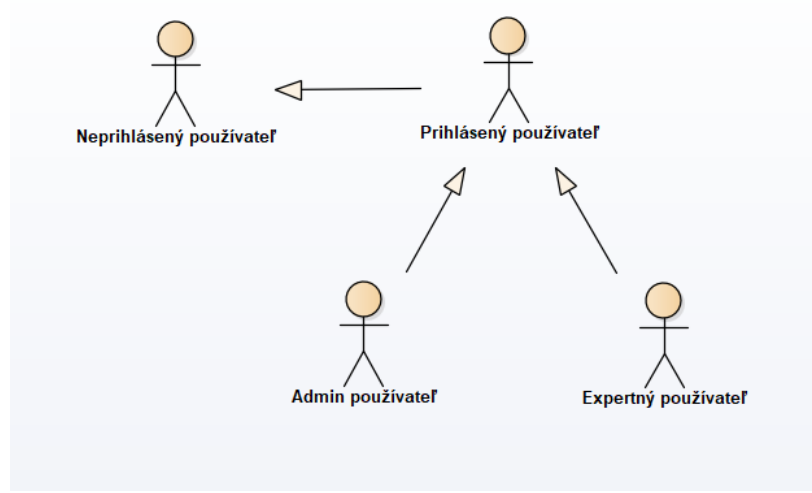 Neprihlásený používateľ
Prihlásený používateľ
Admin používateľ
Expertný používateľ